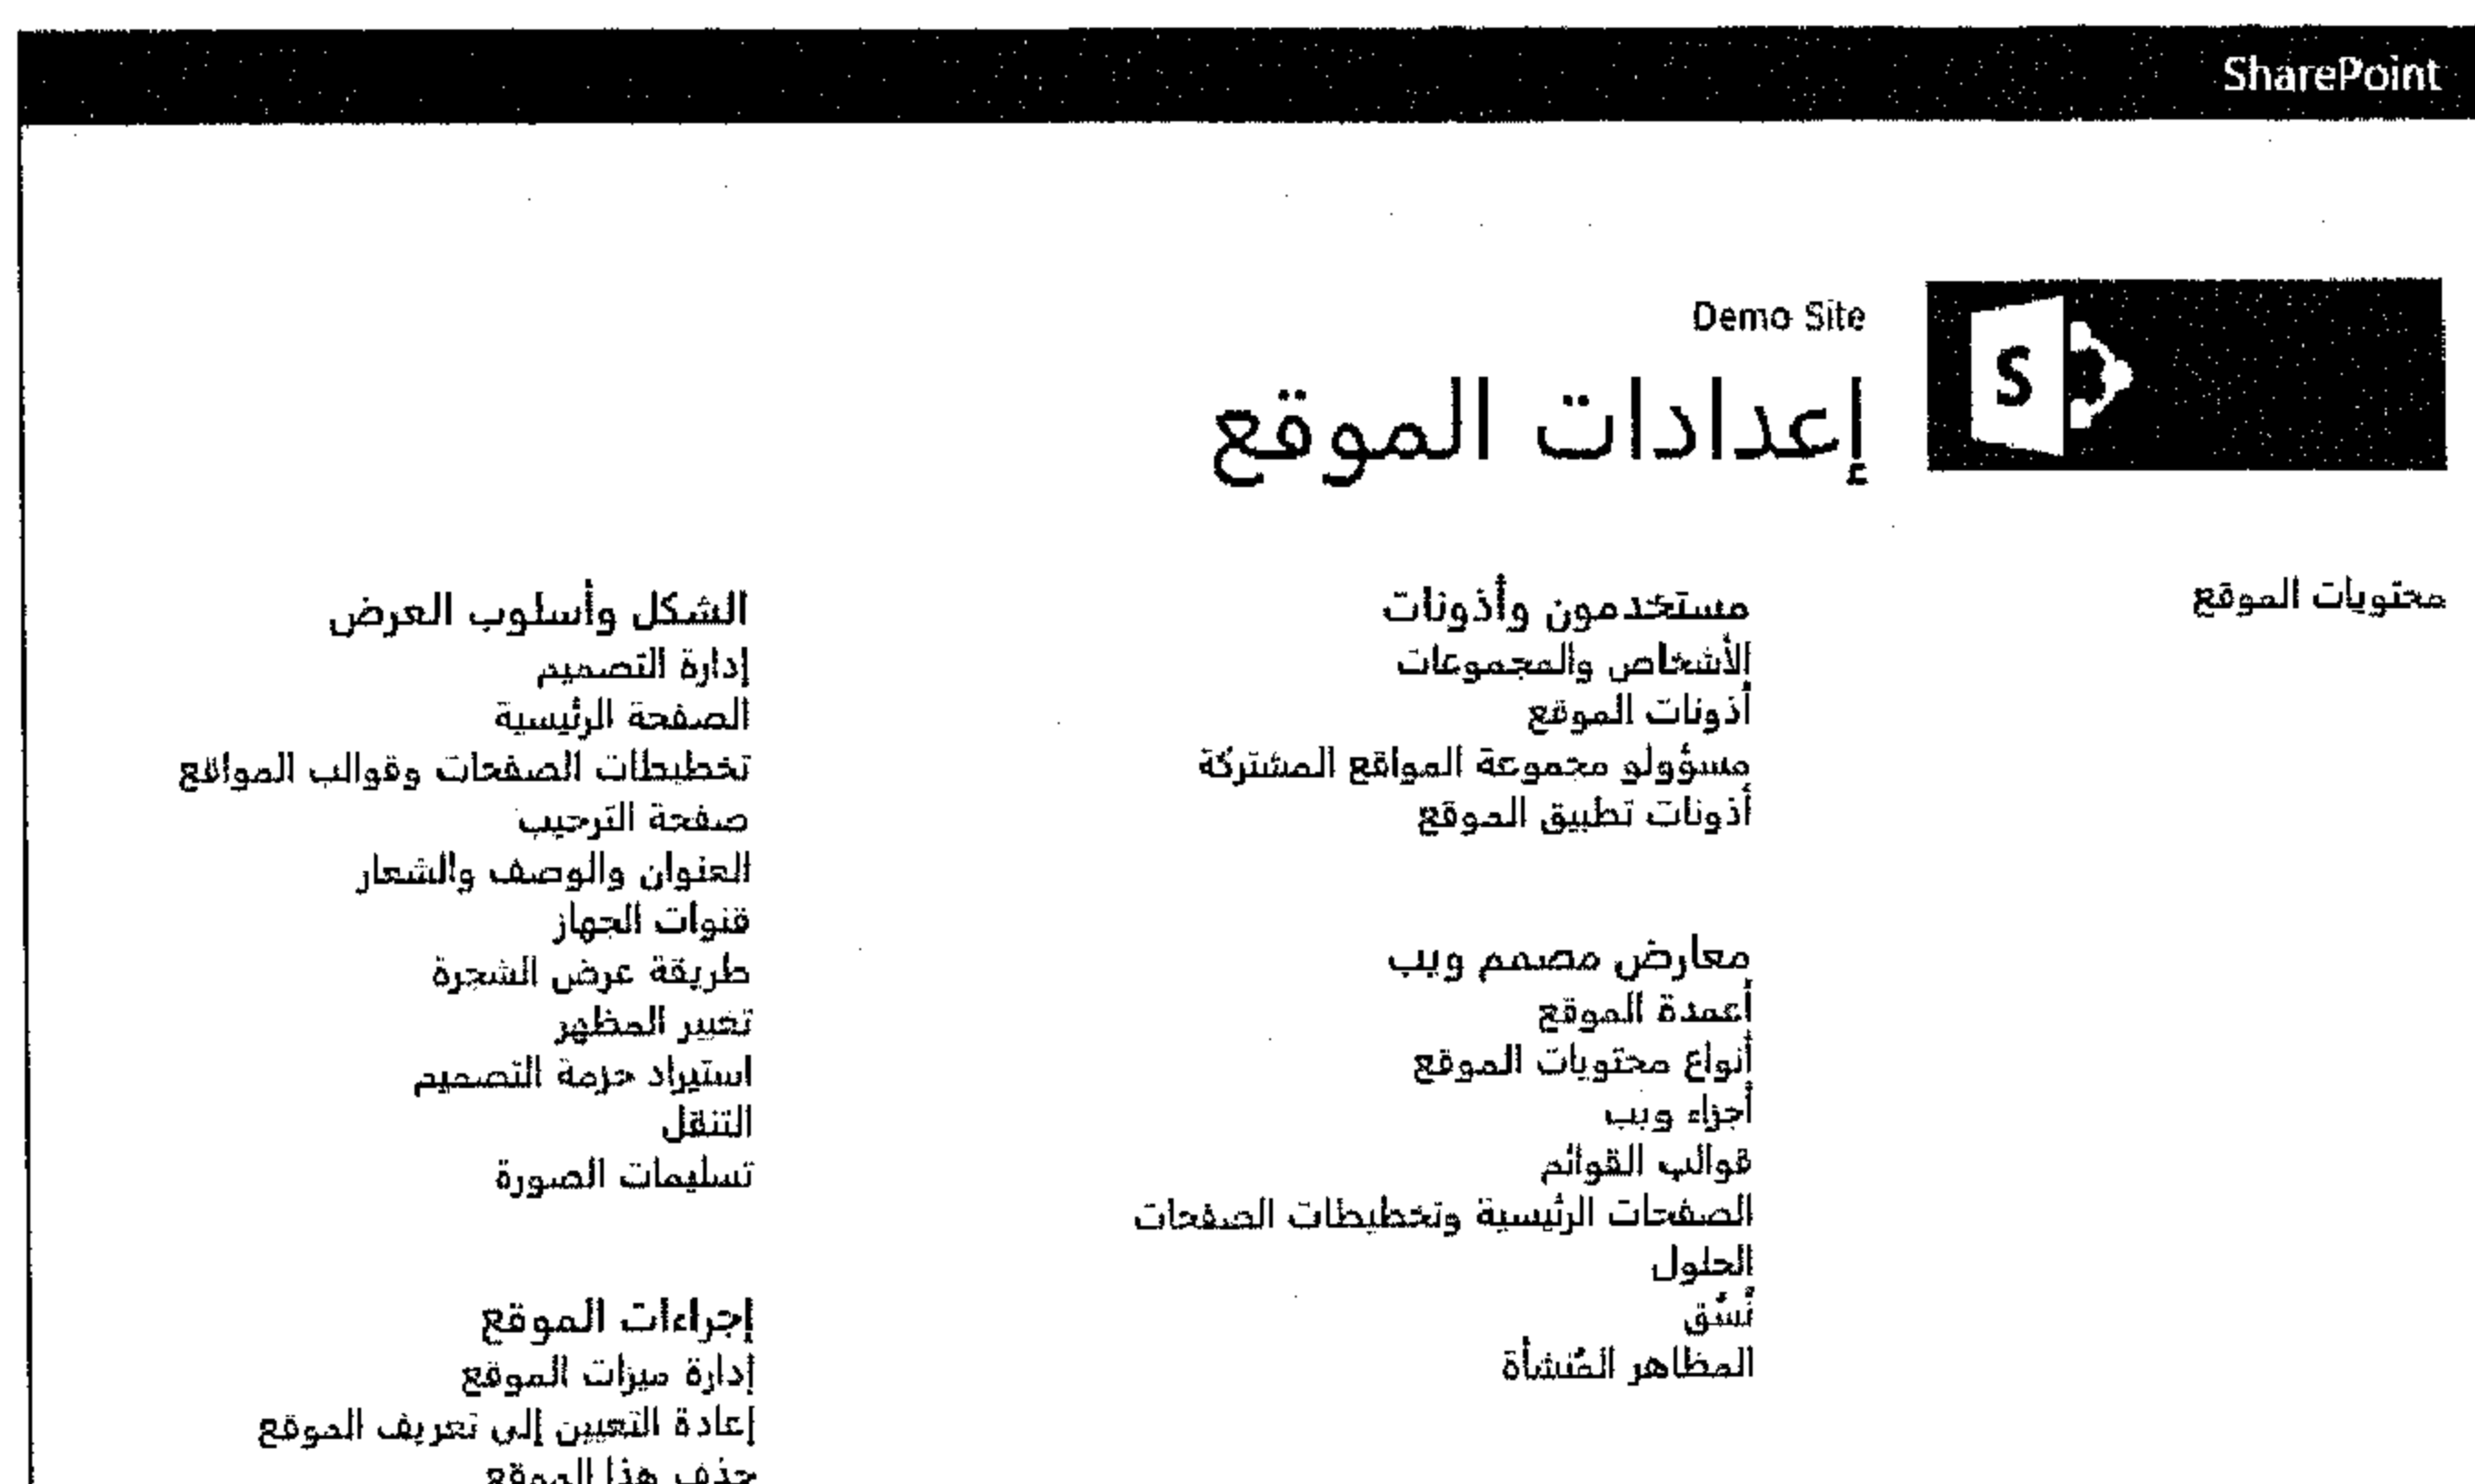 SharePoint
Demo Site
S
إعدادات الموقع
محتويات الموقع
مستخدمون وأذونات
الأشخاص والمجموعات
أذونات الموقع
مسؤولو مجموعة المواقع المشتركة
أذونات تطبيق الموقع
معارض مصمم ويب
أعمدة الموقع
أنواع محتويات الموقع
أجزاء ويب
قوالب القوائم
الصفحات الرئيسية وتخطيطات الصفحات
الحلول
نُسُق
المظاهر المُنشأة
الشكل وأسلوب العرض
إدارة التصميم
الصفحة الرئيسية
تخطيطات الصفحات وقوالب المواقع
صفحة الترحيب
العنوان والوصف والشعار
قنوات الجهاز
طريقة عرض الشجرة
تغيير المظهر
استيراد حزمة التصميم
التنقل
تسليمات الصورة
إجراءات الموقع
إدارة ميزات الموقع
إعادة التعيين إلى تعريف الموقع
حذف هذا الموقع